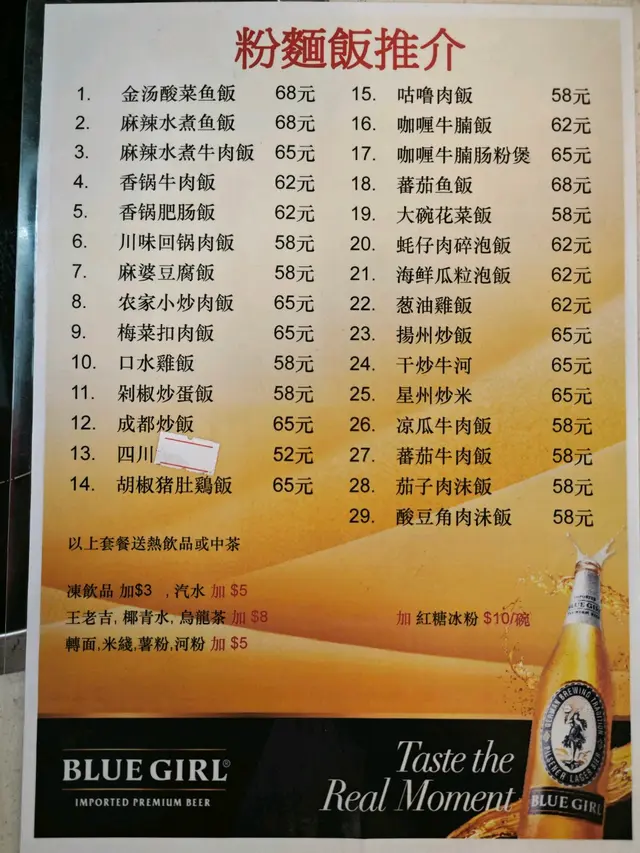 粉麵飯推介
1. 金汤酸菜鱼飯 68元
2. 麻辣水煮鱼飯 68元
3. 麻辣水煮牛肉飯 65元
4. 香锅牛肉飯 62元
5. 香锅肥肠飯 62元
6. 川味回锅肉飯 58元
7. 麻婆豆腐飯 58元
8. 农家小炒肉飯 65元
9. 梅菜扣肉飯 65元
10. 口水雞飯 58元
11. 剁椒炒蛋飯 58元
12. 成都炒飯 65元
13. 四川 52元
14. 胡椒猪肚鷄飯 65元
15. 咕噜肉飯 58元
16. 咖喱牛腩飯 62元
17. 咖喱牛腩肠粉煲 65元
18. 蕃茄鱼飯 68元
19. 大碗花菜飯 58元
20. 蚝仔肉碎泡飯 62元
21. 海鲜瓜粒泡飯 62元
22. 葱油雞飯 62元
23. 揚州炒飯 65元
24. 干炒牛河 65元
25. 星州炒米 65元
26. 凉瓜牛肉飯 58元
27. 蕃茄牛肉飯 58元
28. 茄子肉沫飯 58元
29. 酸豆角肉沬飯 58元
以上套餐送熱飲品或中茶
凍飲品 加$3 , 汽水 加 $5
王老吉, 椰青水, 烏龍茶 加 $8
加 紅糖冰粉 $10/碗
轉面,米綫,薯粉,河粉 加 $5
BLUE GIRL®
IMPORTED PREMIUM BEER
Taste the
Real Moment
BLUE GIRL
GERMAN BREWING TRADITION
PILSENER LAGER BEER
BLUE GIRL